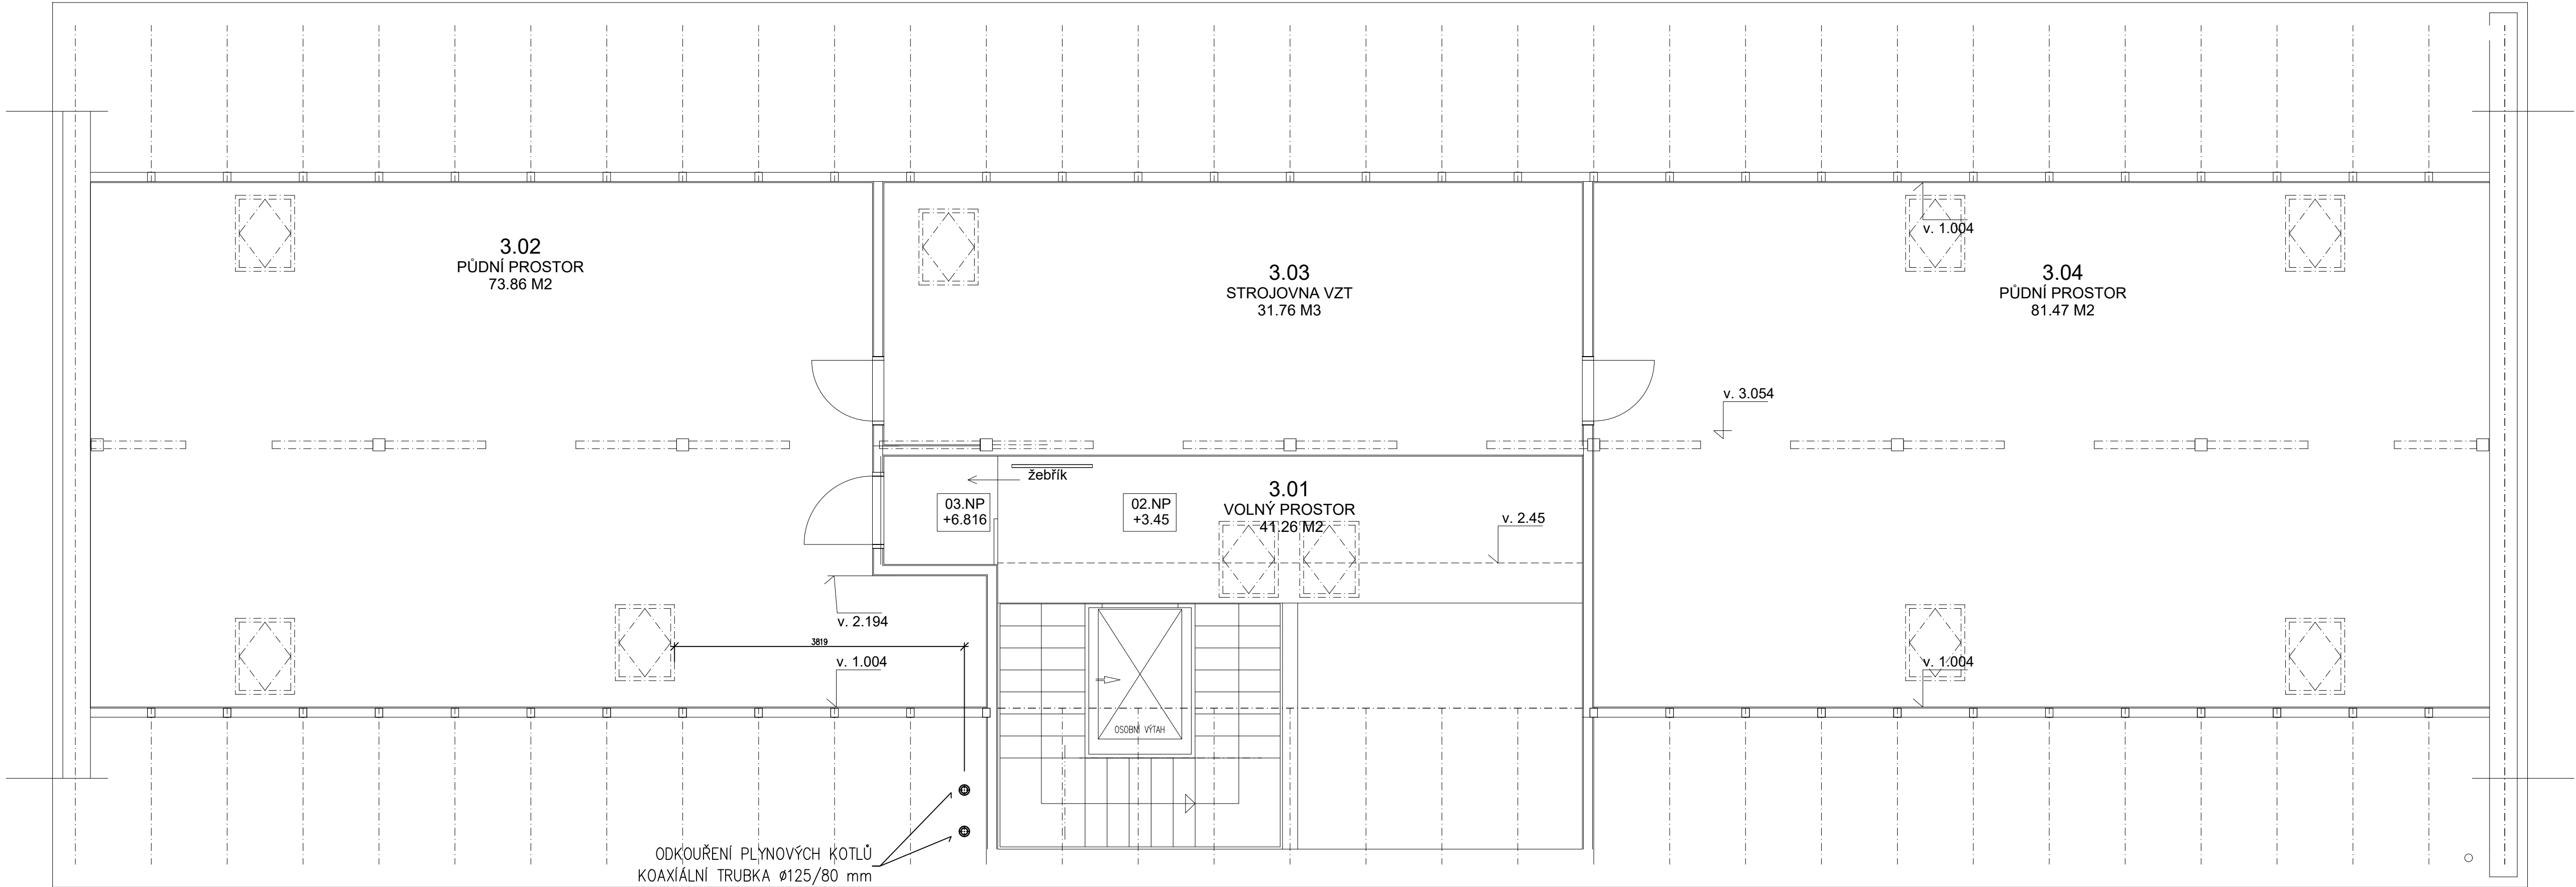 3.02
PŮDNÍ PROSTOR
73.86 M2
3.03
STROJOVNA VZT
31.76 M3
v. 1.004
3.04
PŮDNÍ PROSTOR
81.47 M2
v. 3.054
žebřík
03.NP
+6.816
02.NP
+3.45
3.01
VOLNÝ PROSTOR
41.26 M2
v. 2.45
v. 2.194
3819
v. 1.004
v. 1.004
OSOBNÍ VÝTAH
ODKOUŘENÍ PLYNOVÝCH KOTLŮ
KOAXÍÁLNÍ TRUBKA Ø125/80 mm